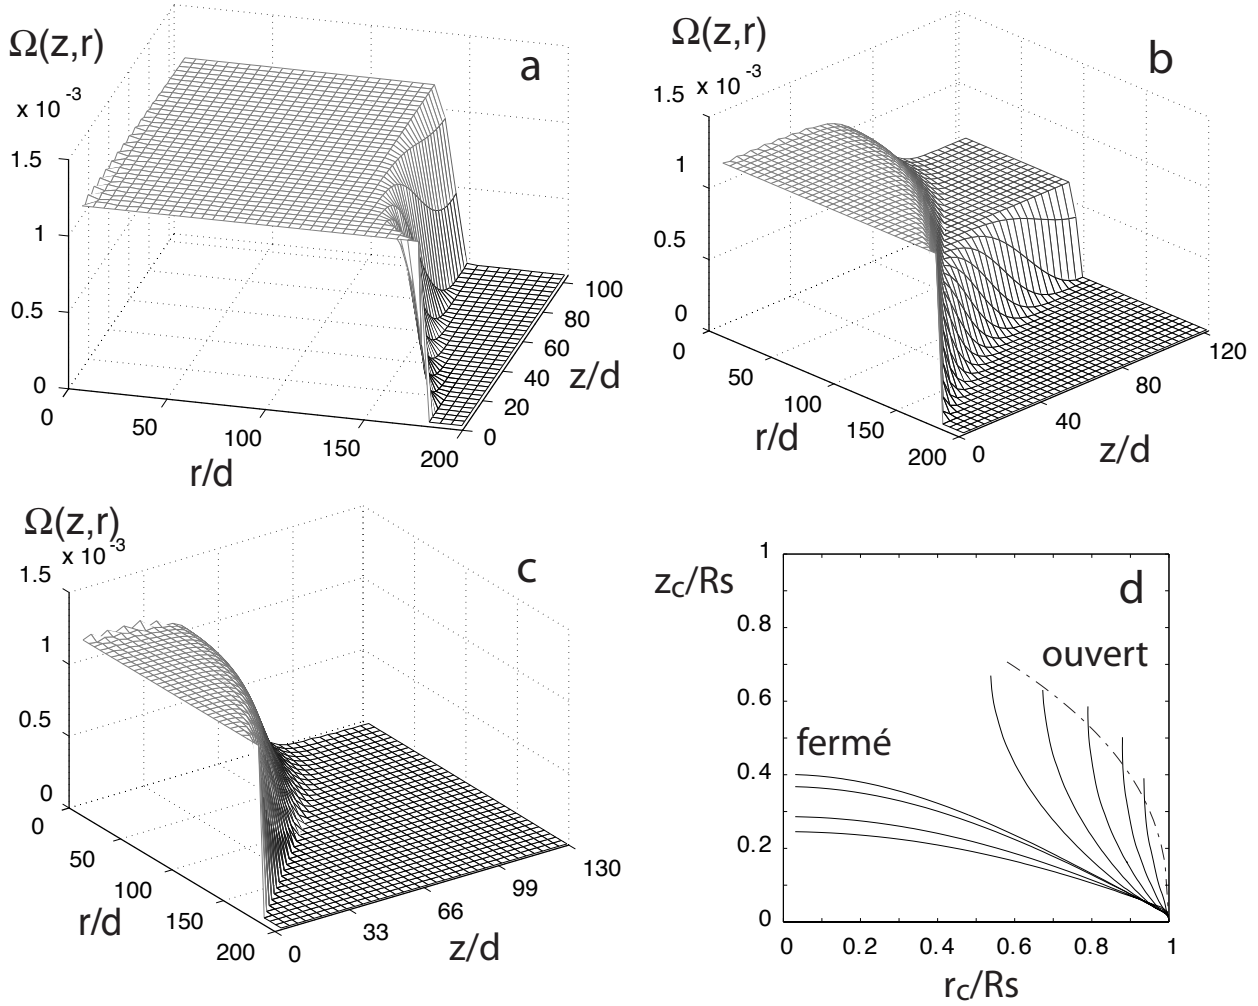 Ω(z,r)
a
x 10 -3
1.5
1
0.5
0
0
50
100
150
200
r/d
0
20
40
60
80
100
z/d
Ω(z,r)
b
1.5 x 10 -3
1
0.5
0
0
50
100
150
200
r/d
0
40
80
120
z/d
Ω(z,r)
c
x 10 -3
1.5
1
0.5
0
0
50
100
150
200
r/d
0
33
66
99
130
z/d
1
zc/Rs
d
0.8
ouvert
0.6
fermé
0.4
0.2
0
0 0.2 0.4 0.6 0.8 1
rc/Rs